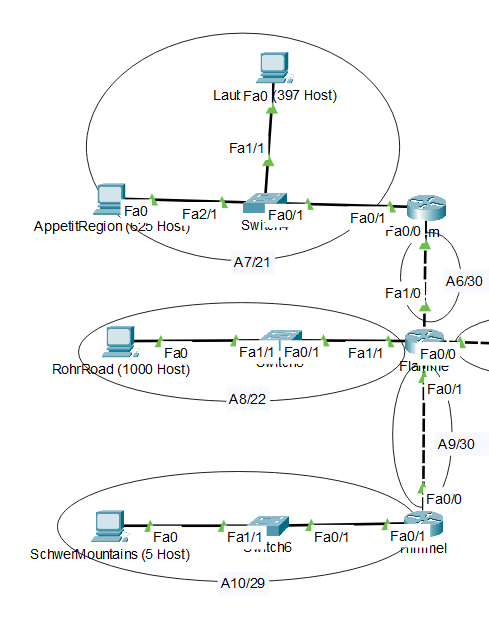 Laut Fa0 (397 Host)
Fa1/1
Fa0
Fa2/1
Fa0/1
Fa0/1
AppetitRegion (625 Host)
Fa0/0
A7/21
A6/30
Fa1/0
Fa0
Fa1/1
Fa0/1
Fa1/1
Fa0/0
RohrRoad (1000 Host)
Flamme
Fa0/1
A8/22
A9/30
Fa0/0
Fa0
Fa1/1
Fa0/1
Fa0/1
SchwerMountains (5 Host)
Switch6
A10/29